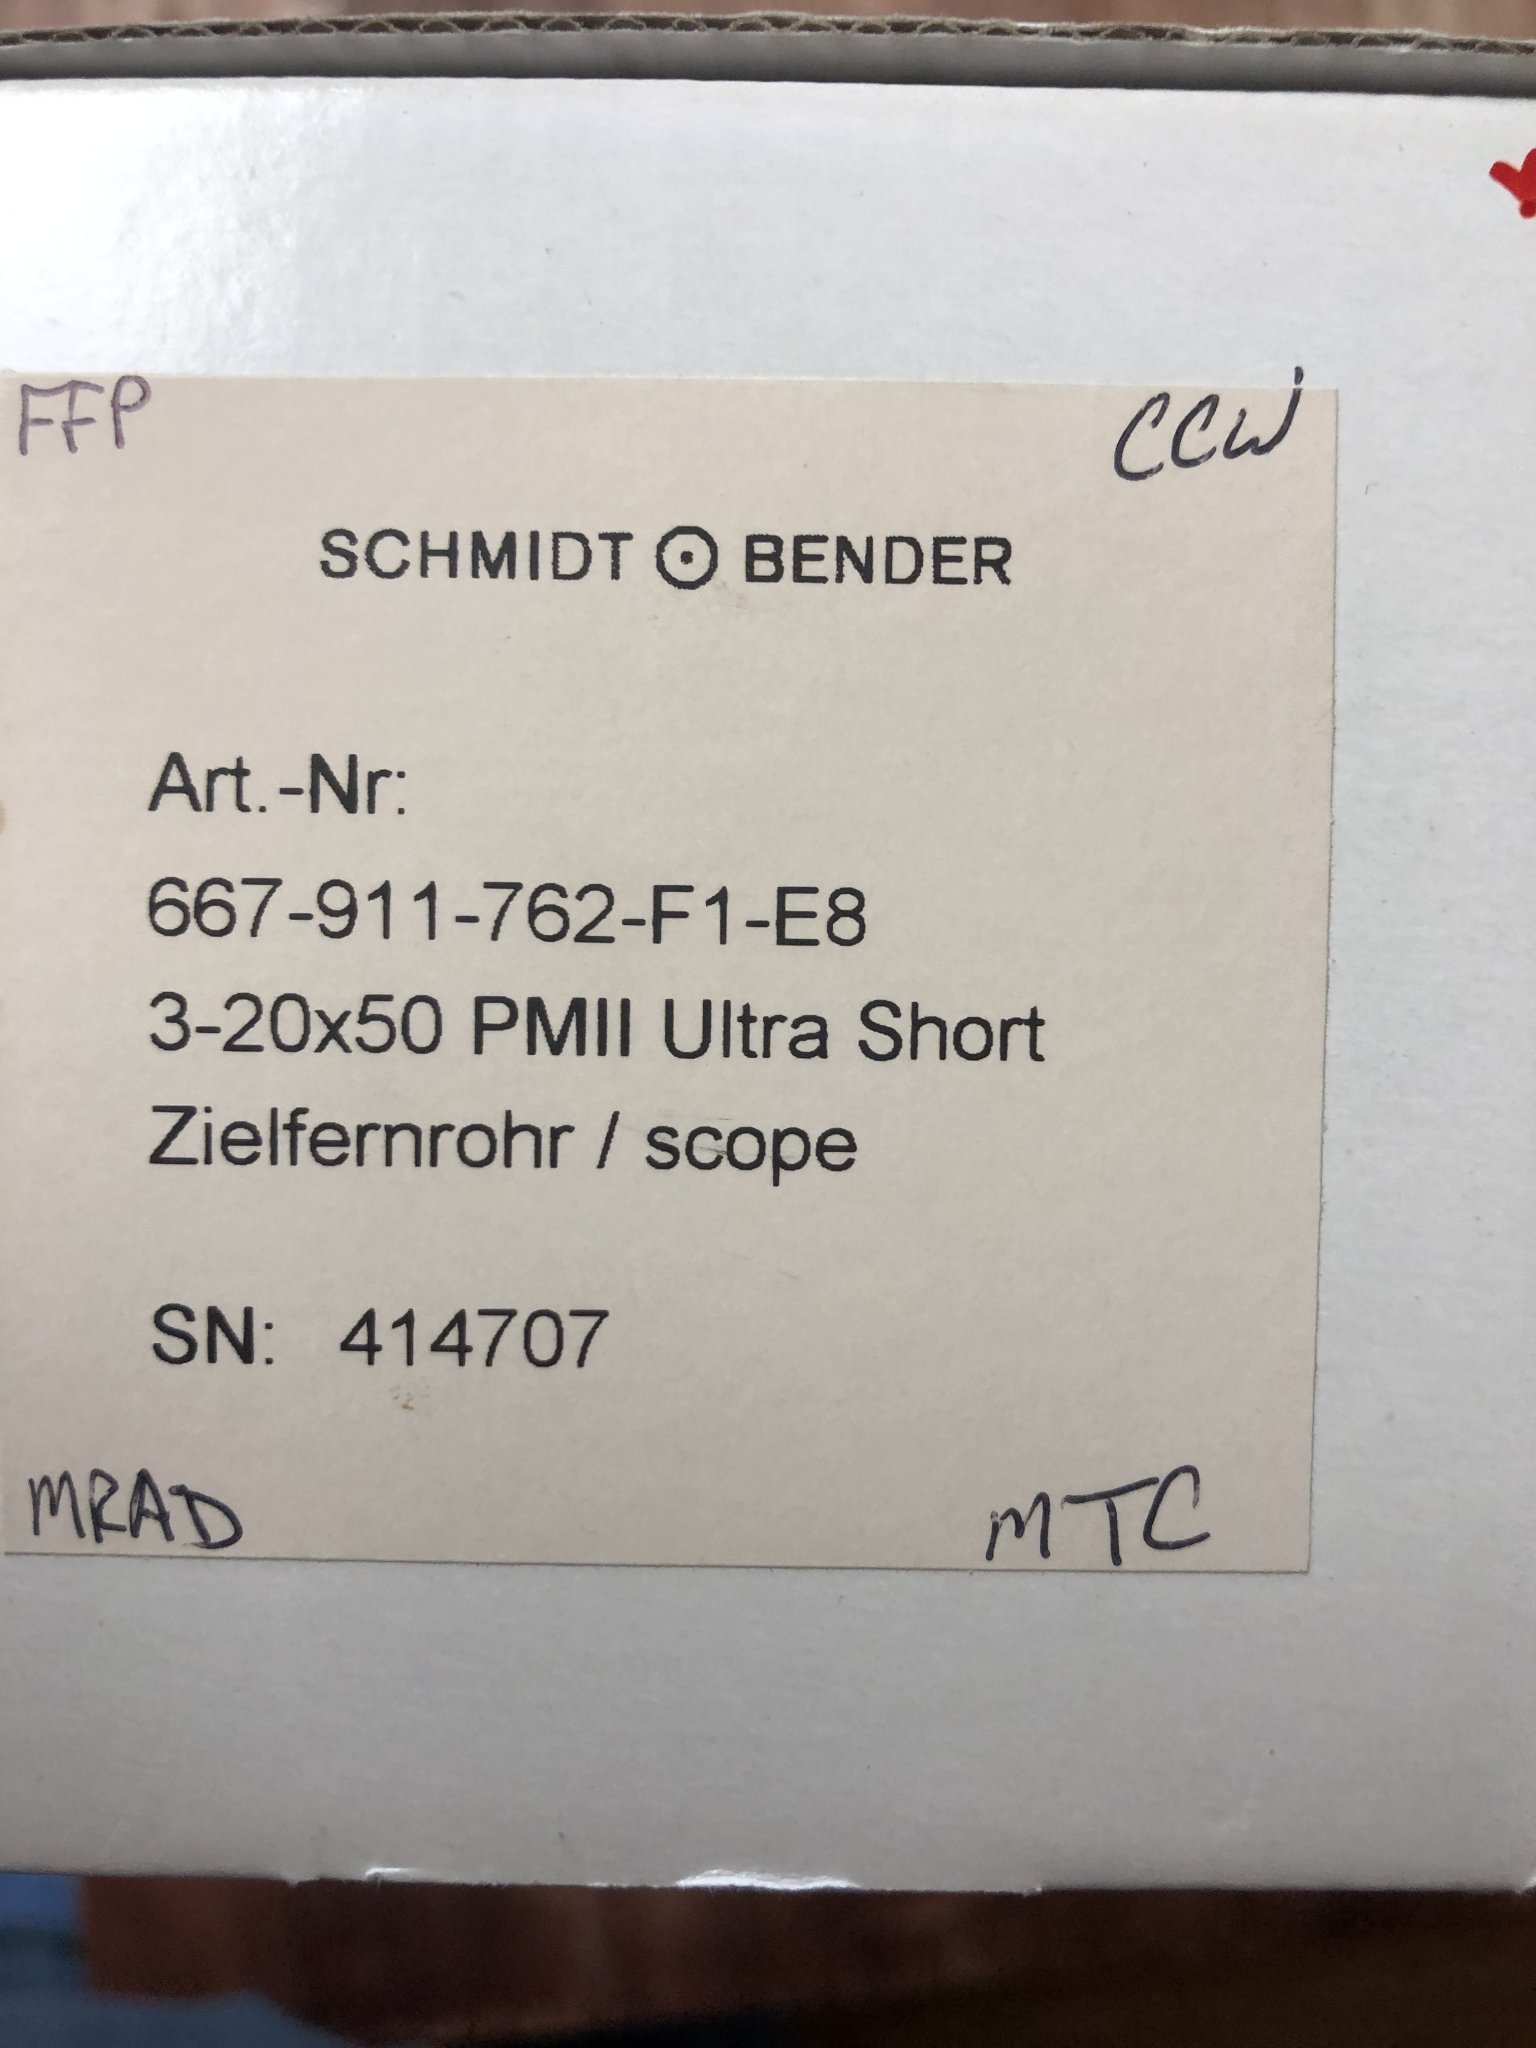 FFP
CCW
SCHMIDT BENDER
Art.-Nr:
667-911-762-F1-E8
3-20x50 PMII Ultra Short
Zielfernrohr / scope
SN: 414707
MRAD
MTC